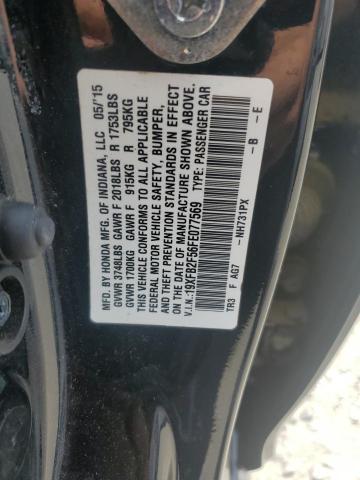 MFD. BY HONDA MFG. OF INDIANA, LLC 05/'15
GVWR 3748LBS GAWR F 2018LBS R 1753LBS
GVWR 1700KG GAWR F 915KG R 795KG
THIS VEHICLE CONFORMS TO ALL APPLICABLE
FEDERAL MOTOR VEHICLE SAFETY, BUMPER,
AND THEFT PREVENTION STANDARDS IN EFFECT
ON THE DATE OF MANUFACTURE SHOWN ABOVE.
V.I.N.:19XFB2F56FE077569 TYPE: PASSENGER CAR
TR3 F AG7 -NH731PX -B -E